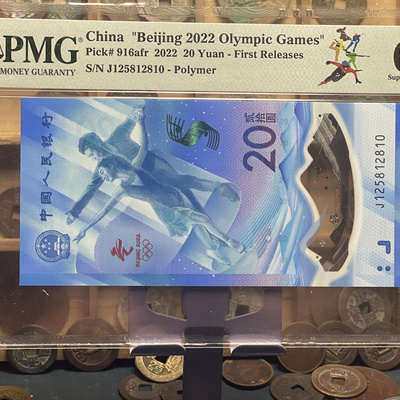 PMG
MONEY GUARANTY
China "Beijing 2022 Olympic Games"
Pick# 916afr 2022 20 Yuan - First Releases
S/N J125812810 - Polymer
中国人民银行
贰拾圆
20
BEIJING 2022
J125812810